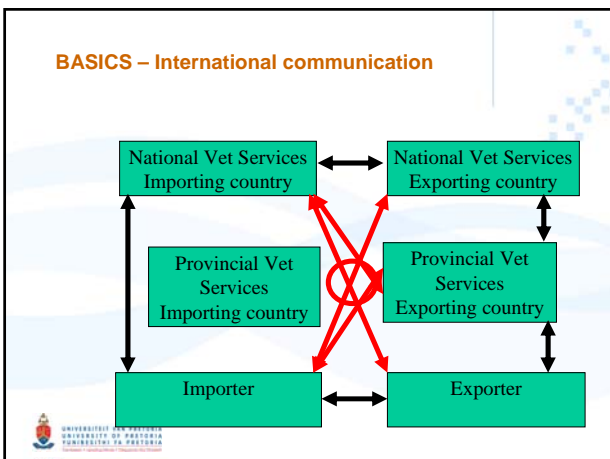 BASICS – International communication
National Vet Services
Importing country
National Vet Services
Exporting country
Provincial Vet
Services
Importing country
Provincial Vet
Services
Exporting country
Importer
Exporter
UNIVERSITEIT VAN PRETORIA
UNIVERSITY OF PRETORIA
YUNIBESITHI YA PRETORIA